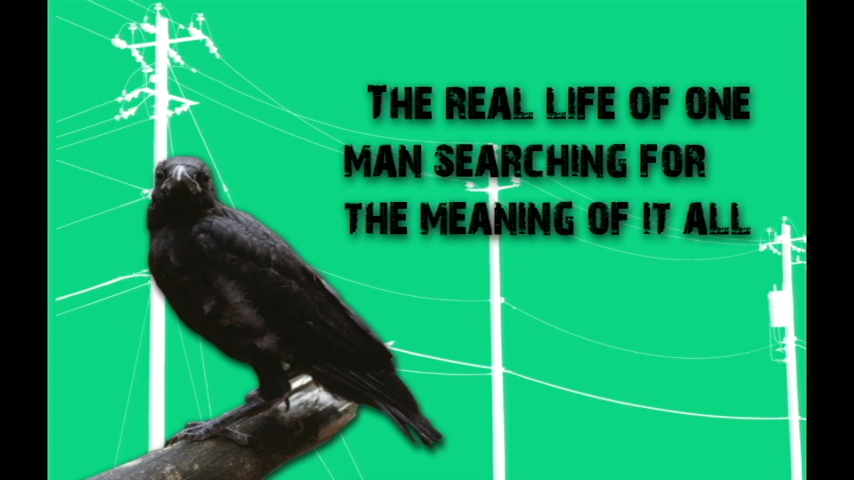 The real life of one
man searching for
the meaning of it all